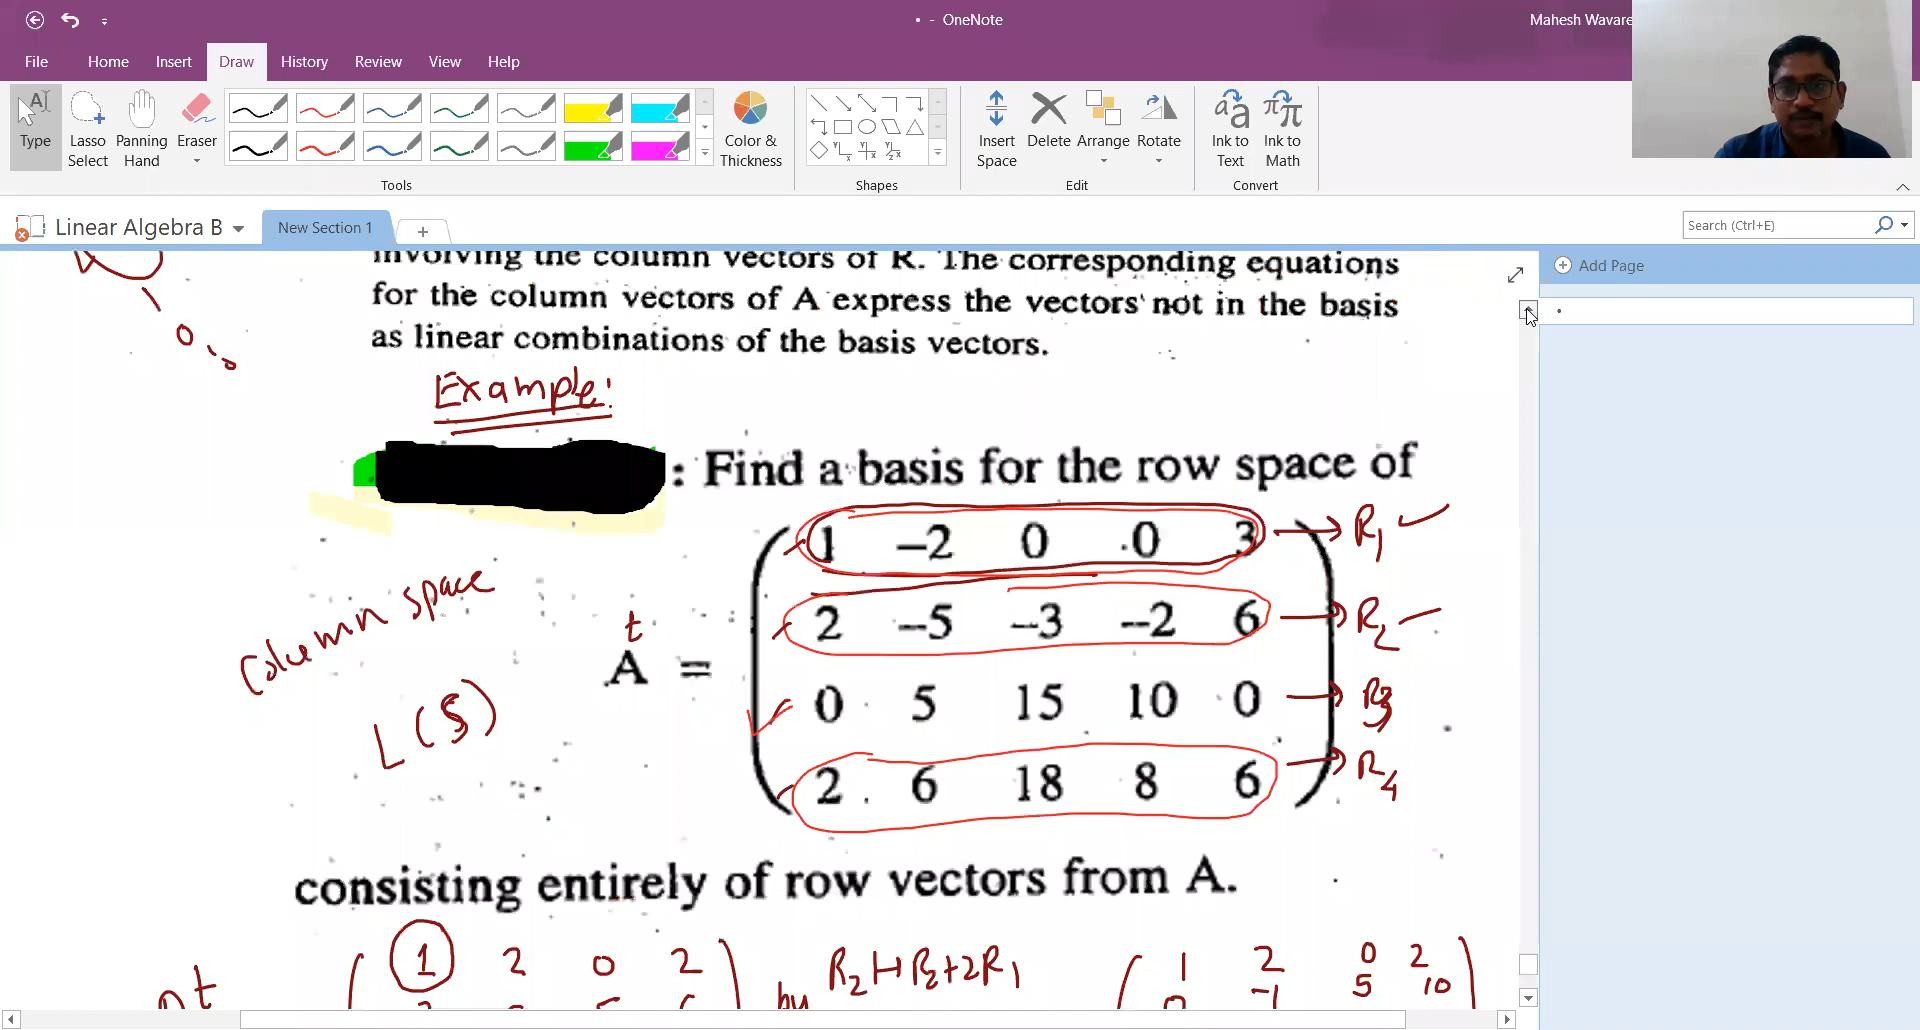 - OneNote
Mahesh Wavare
File Home Insert Draw History Review View Help
Type Lasso Select Panning Hand Eraser Color & Thickness Insert Space Delete Arrange Rotate Ink to Text Ink to Math
Tools Shapes Edit Convert
Linear Algebra B New Section 1 Search (Ctrl+E)
Add Page
involving the column vectors of R. The corresponding equations
for the column vectors of A express the vectors not in the basis
as linear combinations of the basis vectors.
Example:
: Find a basis for the row space of
1 -2 0 0 3 → R1
2 -5 -3 -2 6 → R2
0 5 15 10 0 → R3
2 6 18 8 6 → R4
A t =
Column space
L(S)
consisting entirely of row vectors from A.
1 2 0 2
by
1 2 0 2
0 -1 5 10